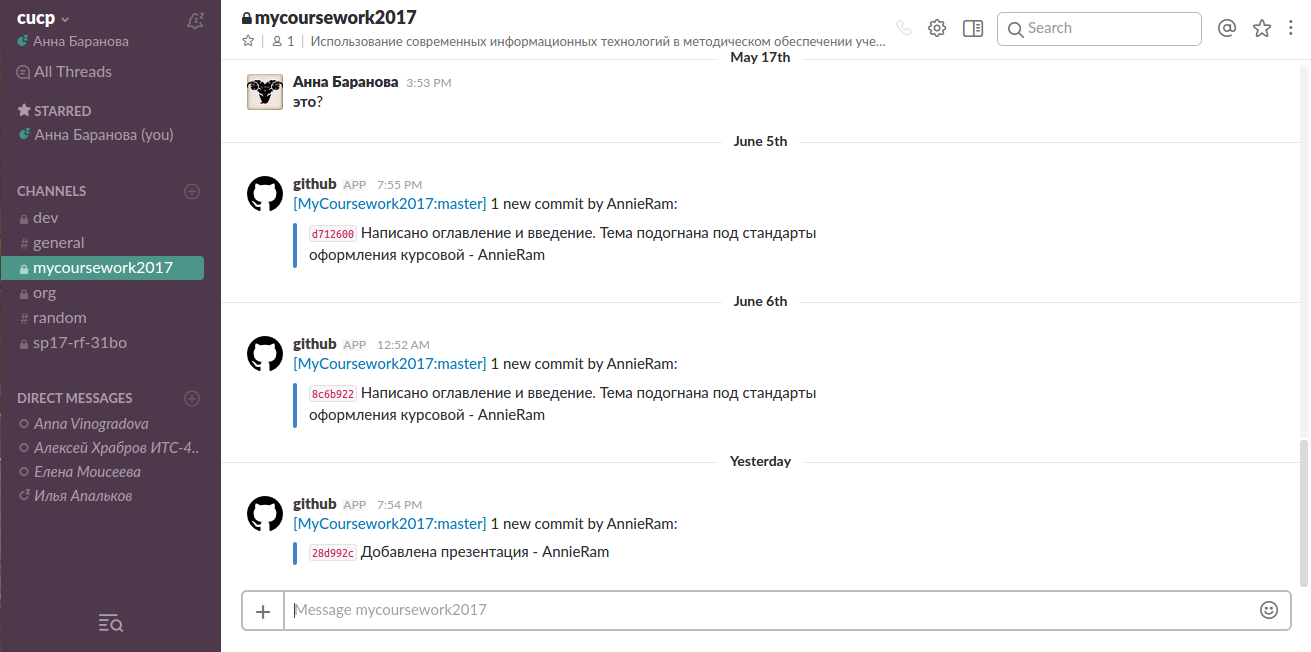 cucp
Анна Баранова
All Threads
STARRED
Анна Баранова (you)
CHANNELS
dev
# general
mycoursework2017
org
# random
sp17-rf-31bo
DIRECT MESSAGES
Anna Vinogradova
Алексей Храбров ИТС-4..
Елена Моисеева
Илья Апальков
mycoursework2017
1 | Использование современных информационных технологий в методическом обеспечении уче...
Search
May 17th
Анна Баранова 3:53 PM
это?
June 5th
github APP 7:55 PM
[MyCoursework2017:master] 1 new commit by AnnieRam:
d712600 Написано оглавление и введение. Тема подогнана под стандарты
оформления курсовой - AnnieRam
June 6th
github APP 12:52 AM
[MyCoursework2017:master] 1 new commit by AnnieRam:
8c6b922 Написано оглавление и введение. Тема подогнана под стандарты
оформления курсовой - AnnieRam
Yesterday
github APP 7:54 PM
[MyCoursework2017:master] 1 new commit by AnnieRam:
28d992c Добавлена презентация - AnnieRam
Message mycoursework2017